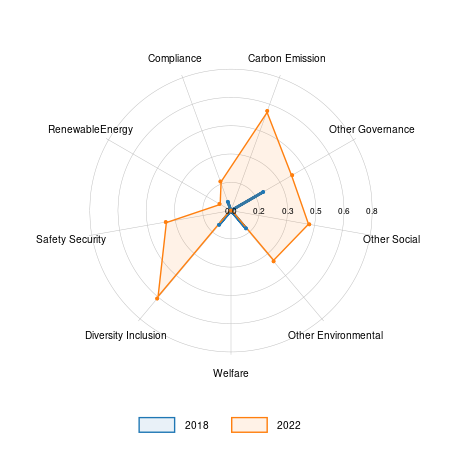 Compliance
Carbon Emission
RenewableEnergy
Other Governance
0.0 0.2 0.3 0.5 0.6 0.8
Safety Security
Other Social
Diversity Inclusion
Other Environmental
Welfare
2018
2022